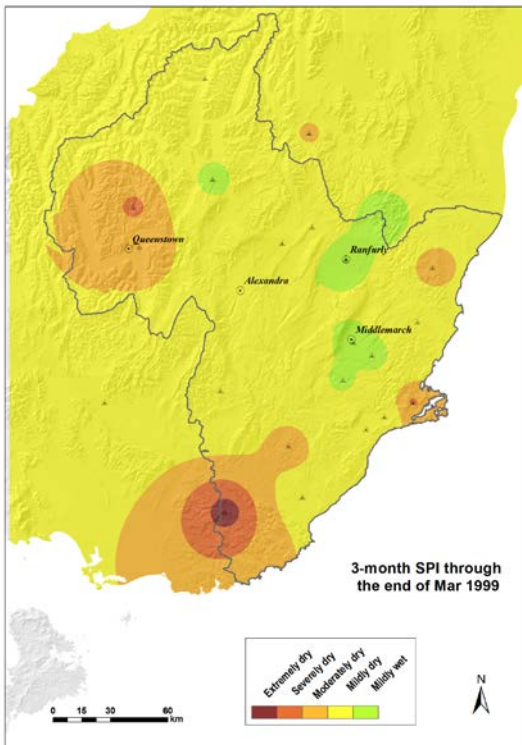 Queenstown
Ranfurly
Alexandra
Middlemarch
3-month SPI through
the end of Mar 1999
Extremely dry
Severely dry
Moderately dry
Mildly dry
Mildly wet
N
0 15 30 60
km